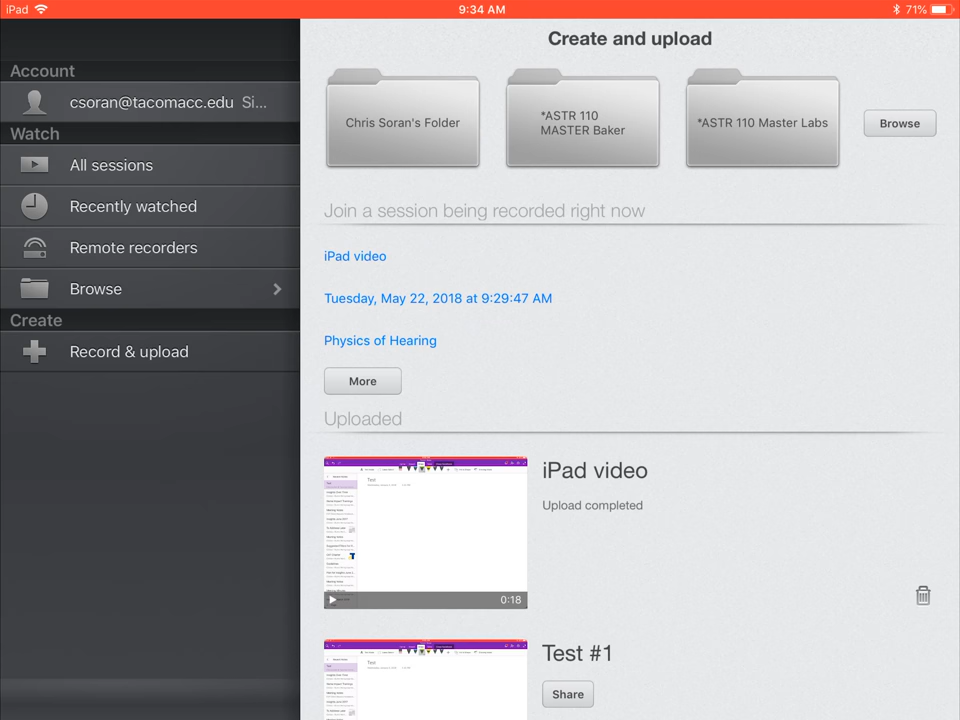 iPad
9:34 AM
71%
Account
csoran@tacomacc.edu Si...
Watch
All sessions
Recently watched
Remote recorders
Browse
Create
Record & upload
Create and upload
Chris Soran's Folder
*ASTR 110
MASTER Baker
*ASTR 110 Master Labs
Browse
Join a session being recorded right now
iPad video
Tuesday, May 22, 2018 at 9:29:47 AM
Physics of Hearing
More
Uploaded
Test
0:18
iPad video
Upload completed
Test
Test #1
Share